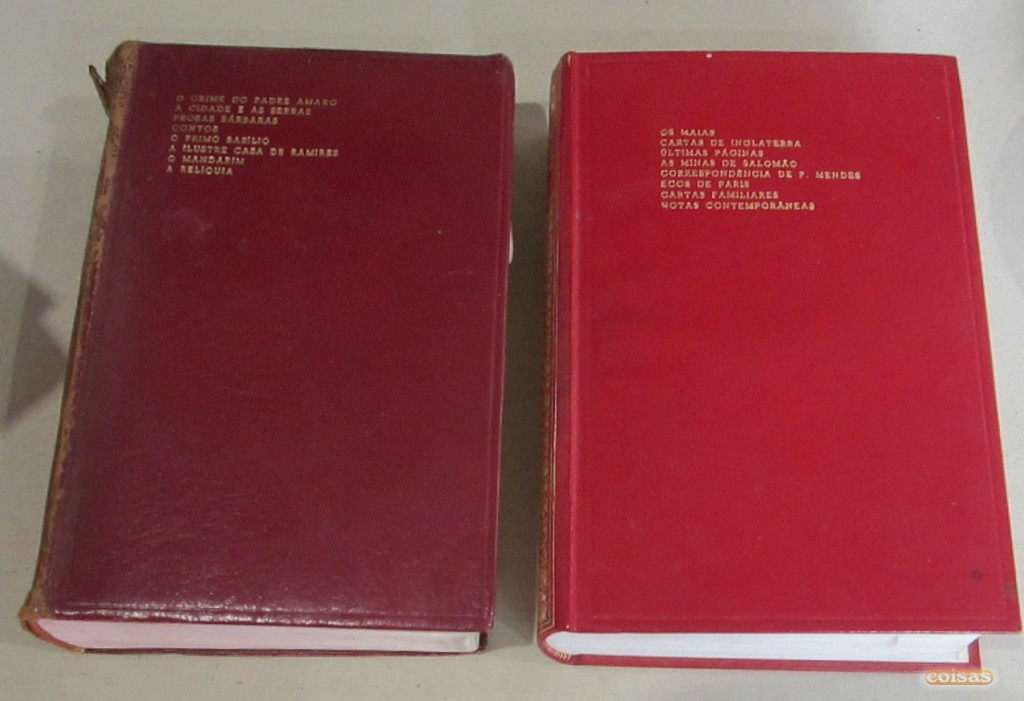 O CRIME DO PADRE AMARO
A CIDADE E AS SERRAS
PROSAS BÁRBARAS
CONTOS
O PRIMO BASÍLIO
A ILUSTRE CASA DE RAMIRES
O MANDARIM
A RELIQUIA
OS MAIAS
CARTAS DE INGLATERRA
ÚLTIMAS PÁGINAS
AS MINAS DE SALOMÃO
CORRESPONDÊNCIA DE F. MENDES
ECOS DE PARIS
CARTAS FAMILIARES
NOTAS CONTEMPORÂNEAS
coisas